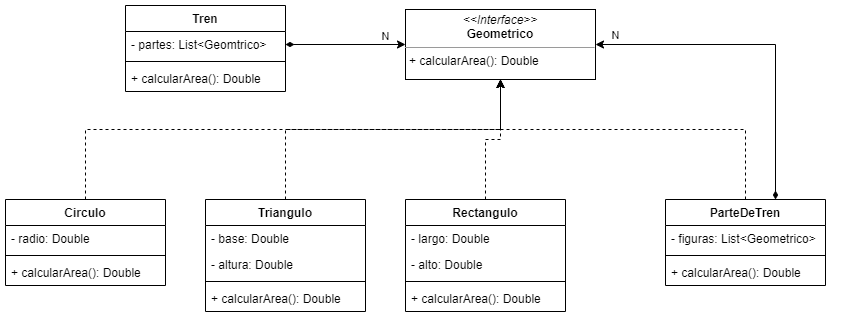 Tren
- partes: List<Geomtrico>
+ calcularArea(): Double
N
<<Interface>>
Geometrico
+ calcularArea(): Double
N
Circulo
- radio: Double
+ calcularArea(): Double
Triangulo
- base: Double
- altura: Double
+ calcularArea(): Double
Rectangulo
- largo: Double
- alto: Double
+ calcularArea(): Double
ParteDeTren
- figuras: List<Geometrico>
+ calcularArea(): Double